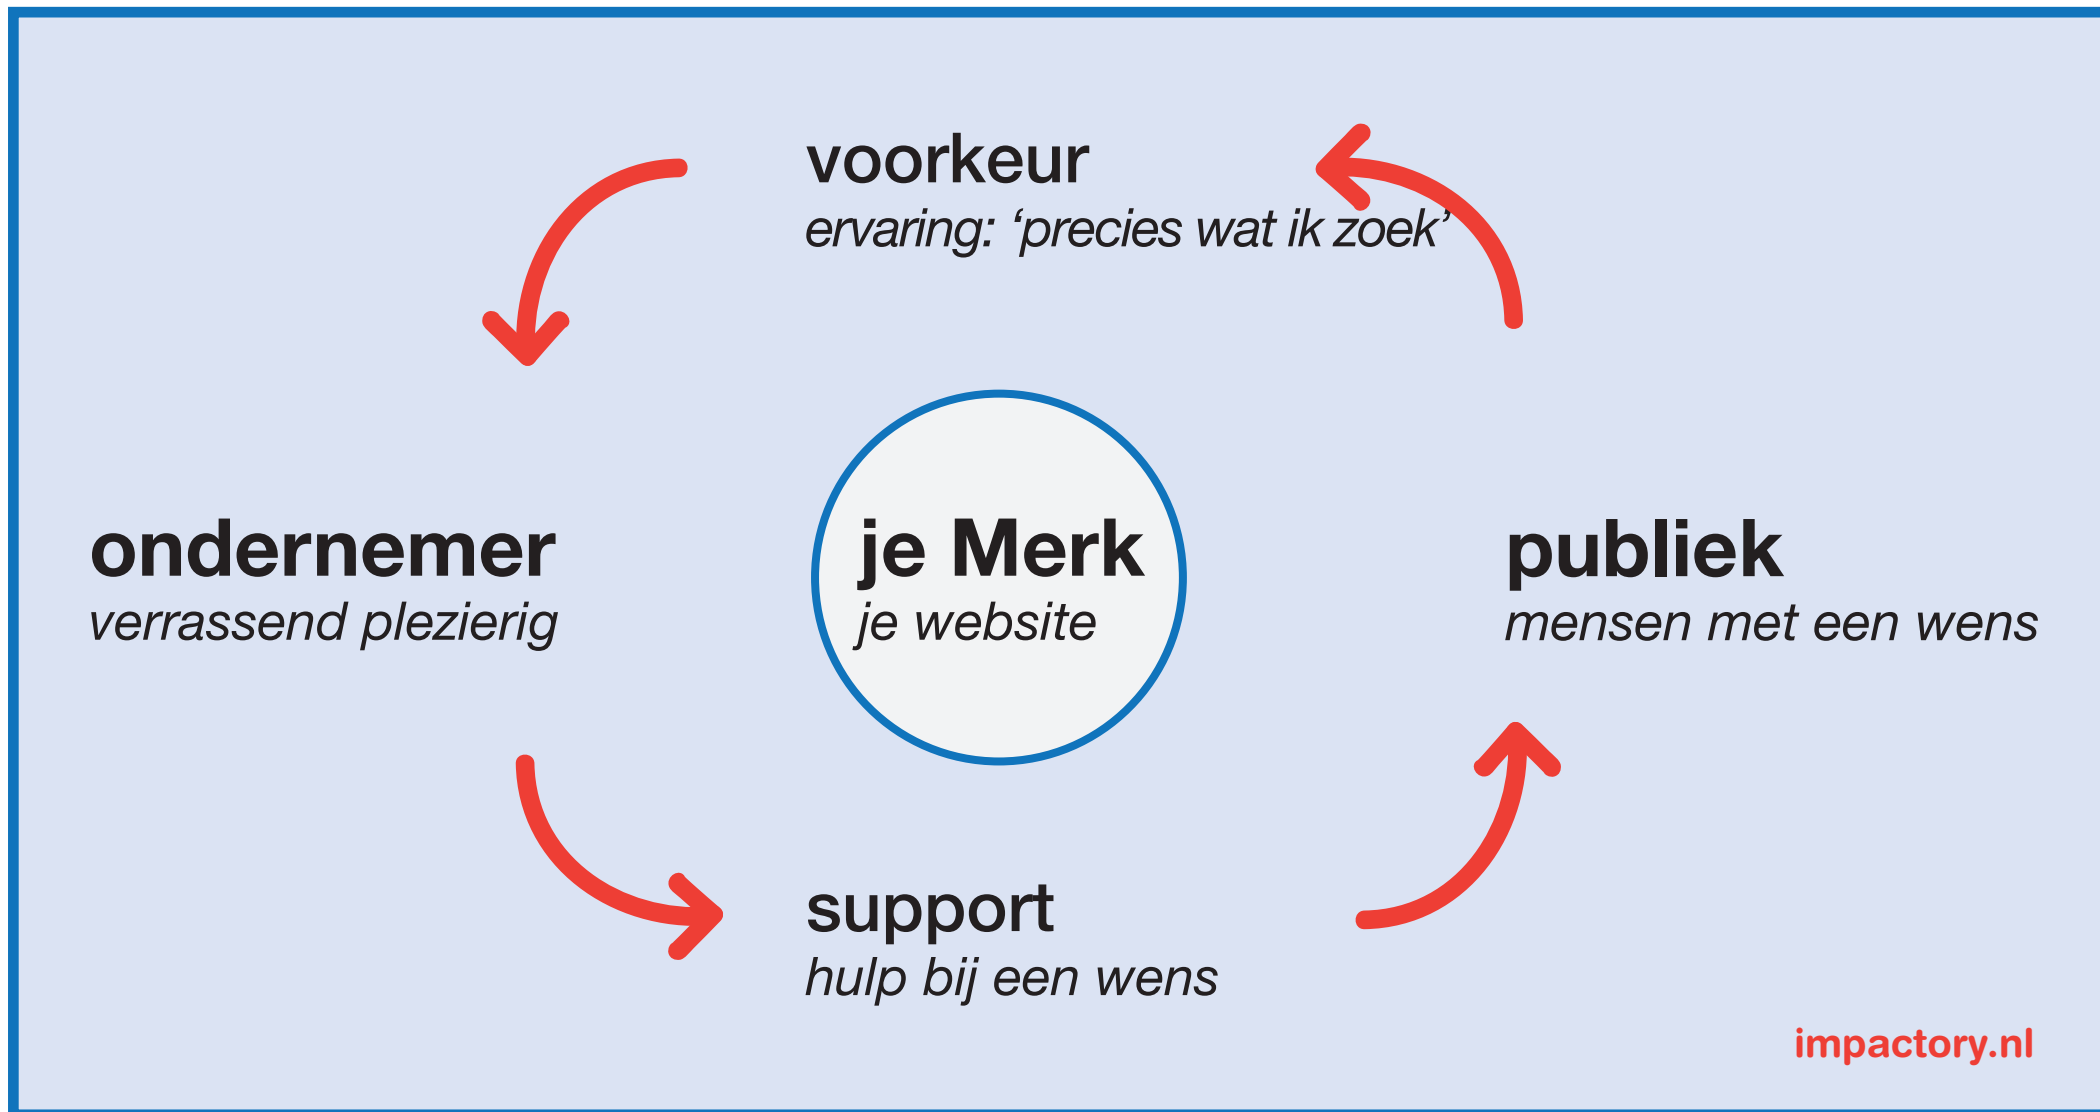 voorkeur
ervaring: ‘precies wat ik zoek’
ondernemer
verrassend plezierig
je Merk
je website
publiek
mensen met een wens
support
hulp bij een wens
impactory.nl